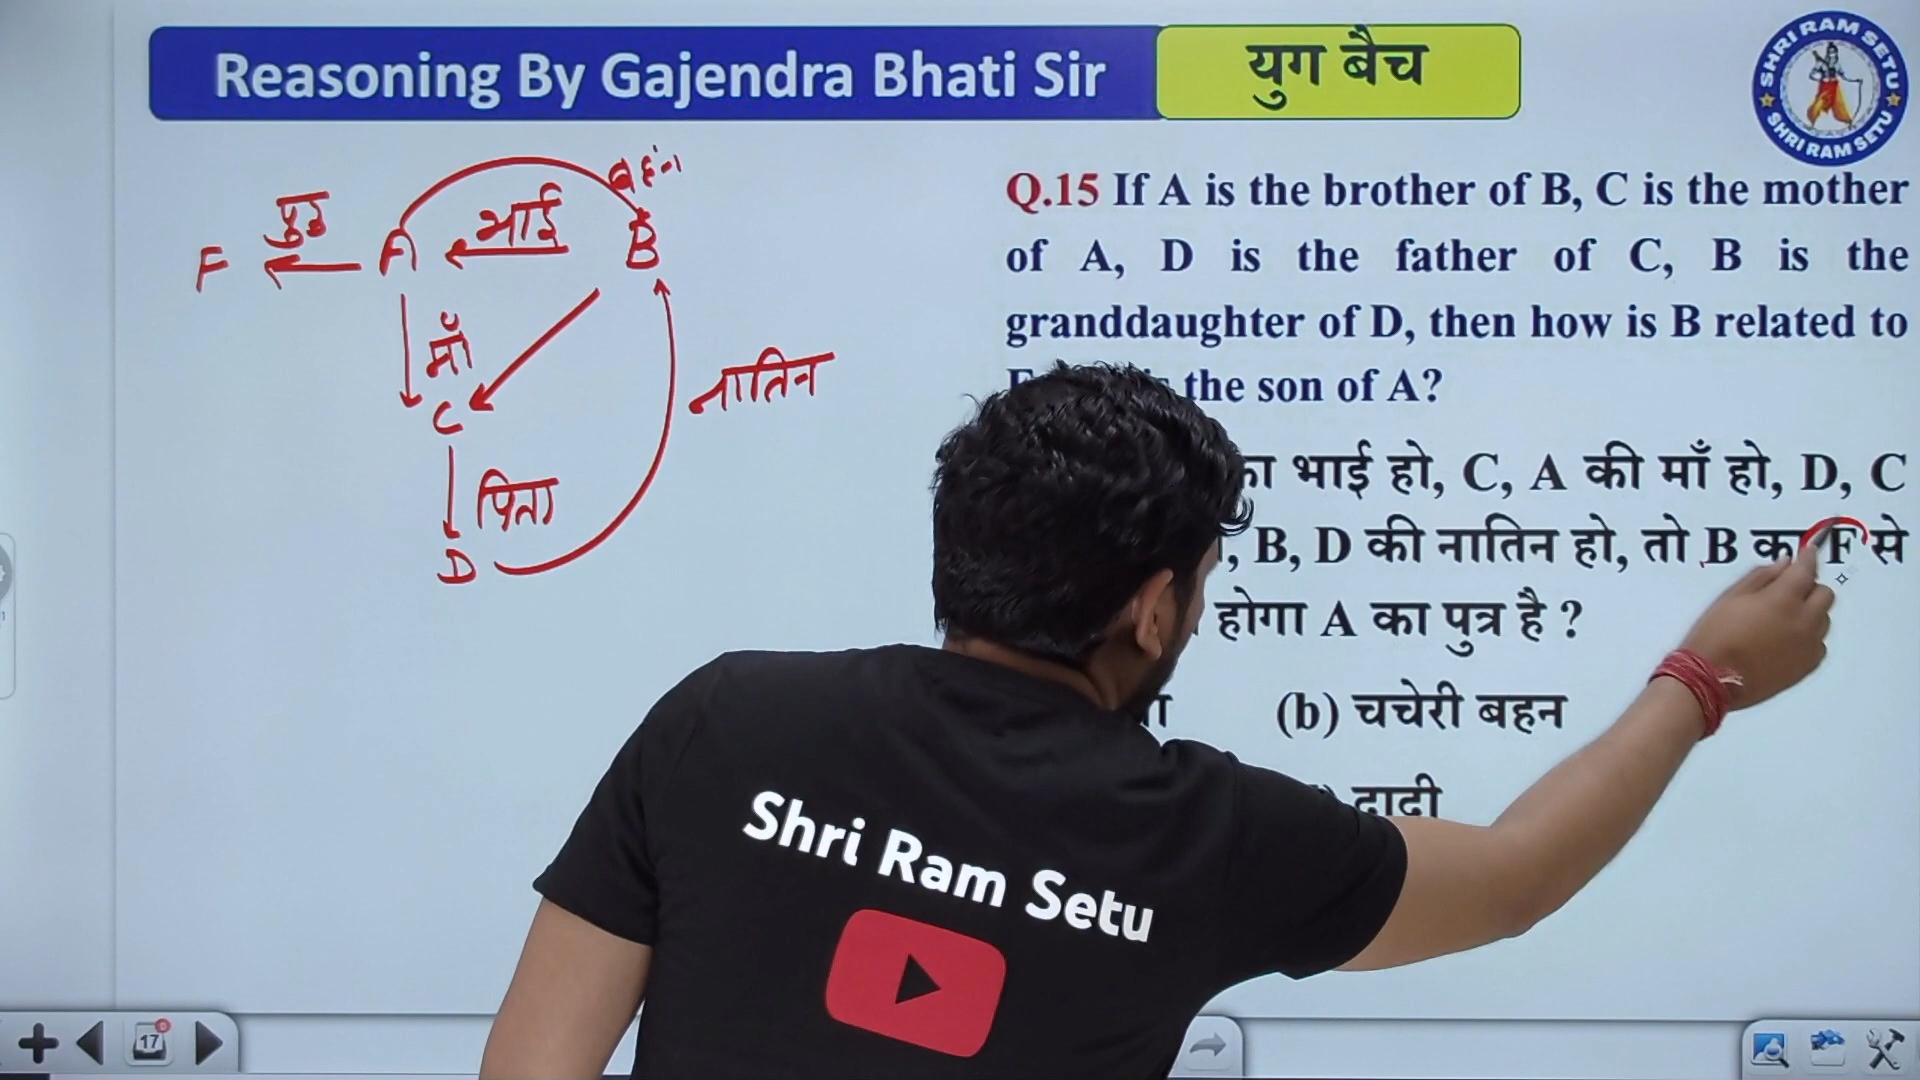 Reasoning By Gajendra Bhati Sir
युग बैच
SHRI RAM SETU
SHRI RAM SETU
Q.15 If A is the brother of B, C is the mother
of A, D is the father of C, B is the
granddaughter of D, then how is B related to
the son of A?
का भाई हो, C, A की माँ हो, D, C
B, D की नातिन हो, तो B का F से
होगा A का पुत्र है ?
(b) चचेरी बहन
दादी
बहन
पुत्र
भाई
F
A
B
माँ
C
नातिन
पिता
D
Shri Ram Setu
17